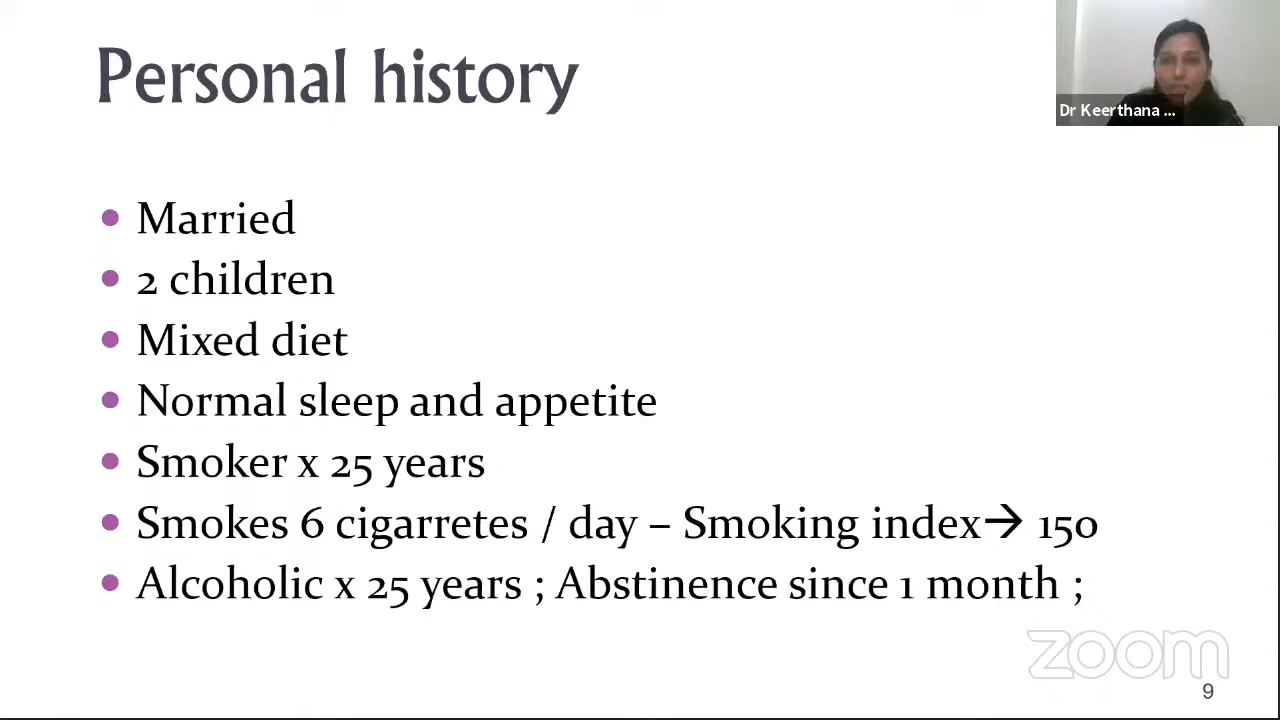 Personal history
Dr Keerthana ...
• Married
• 2 children
• Mixed diet
• Normal sleep and appetite
• Smoker x 25 years
• Smokes 6 cigarretes / day – Smoking index→ 150
• Alcoholic x 25 years ; Abstinence since 1 month ;
zoom
9